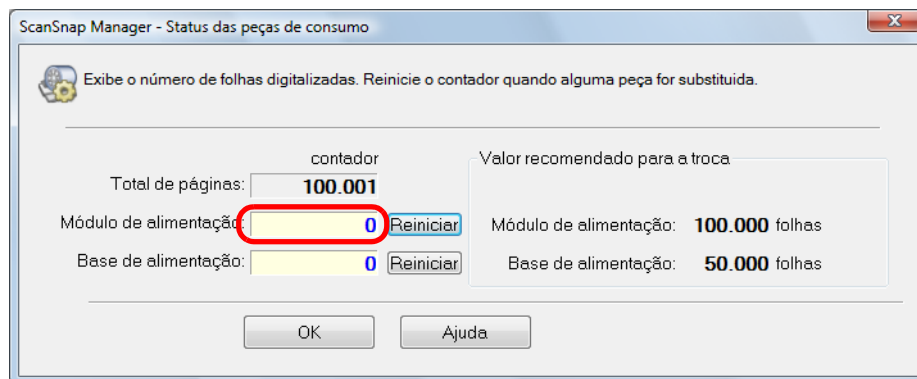 ScanSnap Manager - Status das peças de consumo
Exibe o número de folhas digitalizadas. Reinicie o contador quando alguma peça for substituida.
contador
Total de páginas: 100.001
Módulo de alimentação: 0 Reiniciar
Base de alimentação: 0 Reiniciar
Valor recomendado para a troca
Módulo de alimentação: 100.000 folhas
Base de alimentação: 50.000 folhas
OK Ajuda